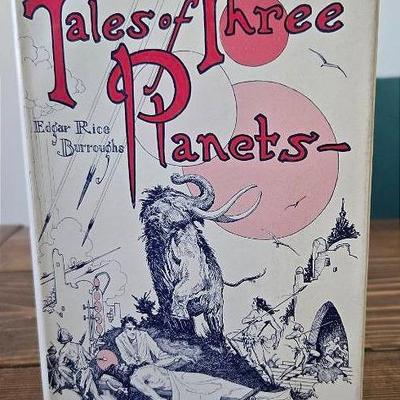 Tales of Three
Planets—
Edgar Rice
Burroughs